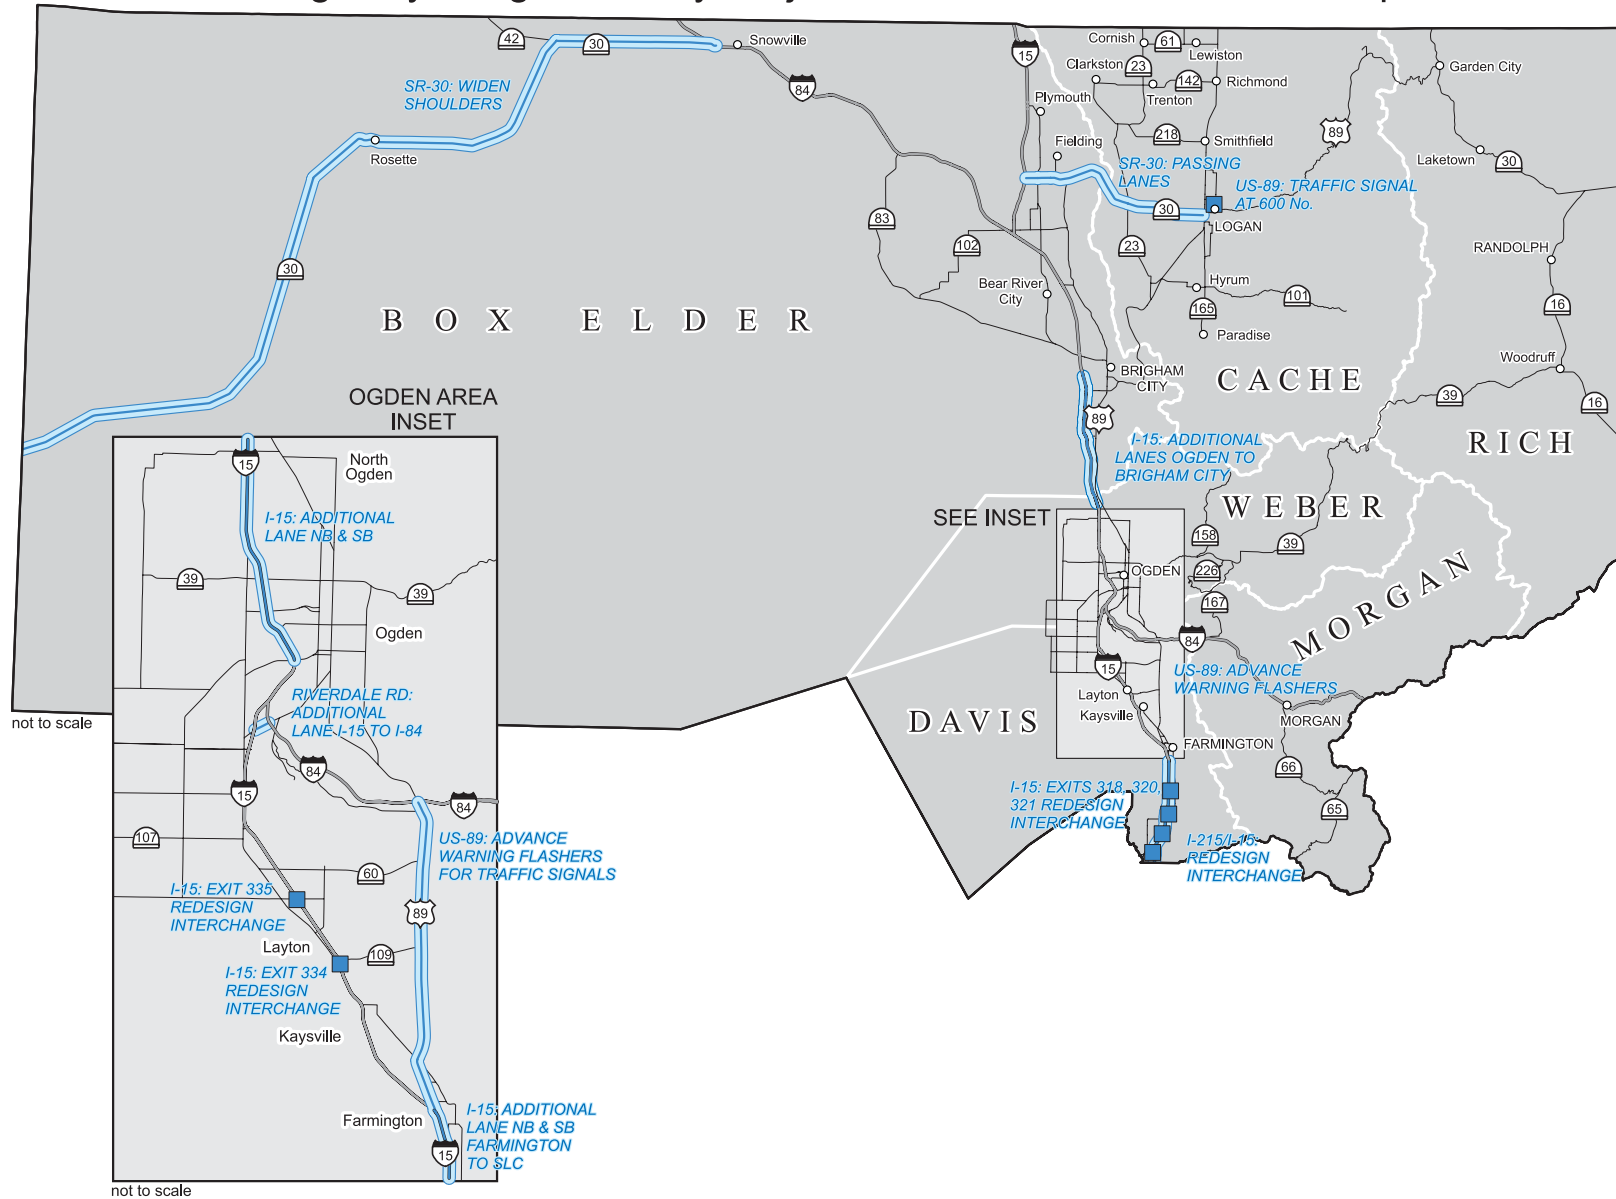 42
30
Snowville
84
15
Cornish
61
Lewiston
Clarkston
23
142
Richmond
Trenton
Garden City
SR-30: WIDEN
SHOULDERS
Plymouth
218
Smithfield
89
Fielding
Rosette
Laketown
30
SR-30: PASSING
LANES
US-89: TRAFFIC SIGNAL
AT 600 No.
30
LOGAN
83
102
23
RANDOLPH
30
Bear River
City
Hyrum
101
165
Paradise
16
BOX ELDER
Woodruff
BRIGHAM
CITY
CACHE
39
16
OGDEN AREA
INSET
89
I-15: ADDITIONAL
LANES OGDEN TO
BRIGHAM CITY
RICH
15
North
Ogden
I-15: ADDITIONAL
LANE NB & SB
SEE INSET
WEBER
158
39
39
39
OGDEN
226
167
Ogden
MORGAN
84
15
US-89: ADVANCE
WARNING FLASHERS
Layton
Kaysville
RIVERDALE RD:
ADDITIONAL
LANE I-15 TO I-84
not to scale
DAVIS
MORGAN
FARMINGTON
66
84
15
84
I-15: EXITS 318, 320,
321 REDESIGN
INTERCHANGE
65
107
US-89: ADVANCE
WARNING FLASHERS
FOR TRAFFIC SIGNALS
I-215/I-15:
REDESIGN
INTERCHANGE
60
I-15: EXIT 335
REDESIGN
INTERCHANGE
89
Layton
109
I-15: EXIT 334
REDESIGN
INTERCHANGE
Kaysville
Farmington
I-15: ADDITIONAL
LANE NB & SB
FARMINGTON
TO SLC
15
not to scale